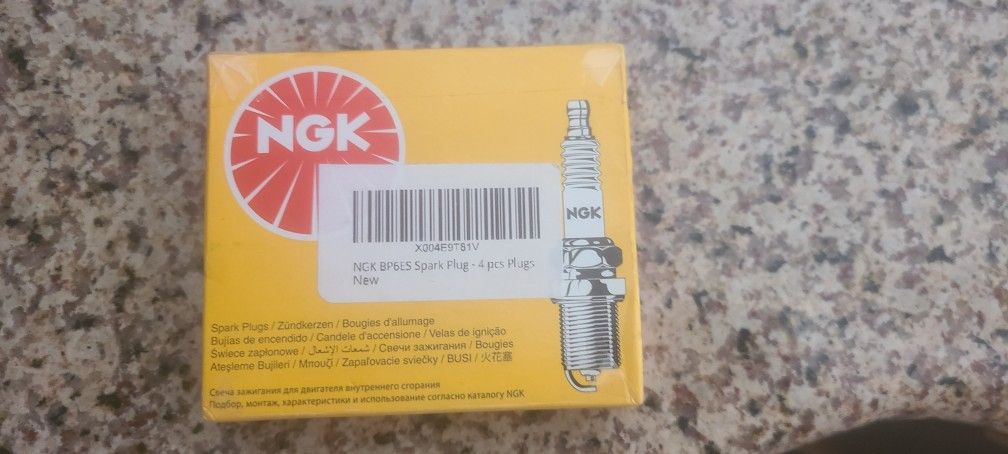 NGK
NGK
X004E9T81V
NGK BP6ES Spark Plug - 4 pcs Plugs
New
Spark Plugs / Zündkerzen / Bougies d'allumage
Bujias de encendido / Candele d'accensione / Velas de ignição
Świece zapłonowe / شمعات الإشعال / Свечи зажигания / Bougies
Ateşleme Bujileri / Μπουζί / Zapaľovacie sviečky / BUSI / 火花塞
Свеча зажигания для двигателя внутреннего сгорания
Подбор, монтаж, характеристики и использование согласно каталогу NGK